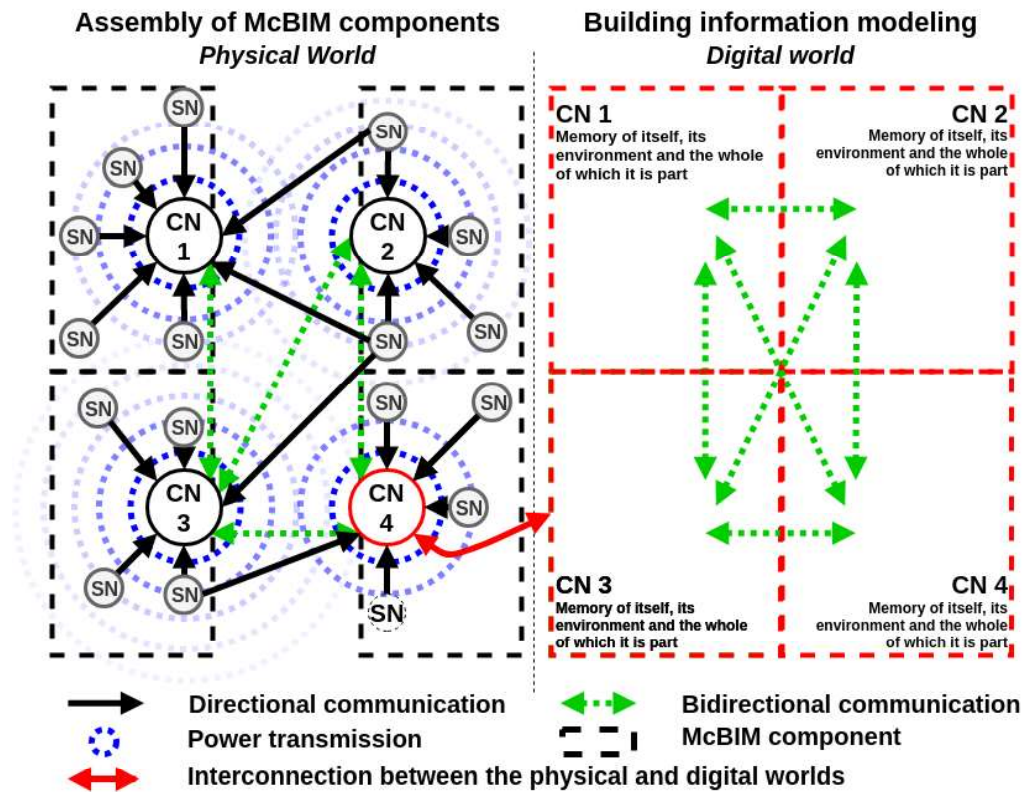 Assembly of McBIM components
Physical World
Building information modeling
Digital world
SN
SN
SN
SN
SN
CN
1
SN
SN
SN
SN
CN
2
SN
SN
SN
SN
CN
3
SN
SN
SN
SN
CN
4
SN
CN 1
Memory of itself, its
environment and the whole
of which it is part
CN 2
Memory of itself, its
environment and the whole
of which it is part
CN 3
Memory of itself, its
environment and the whole
of which it is part
CN 4
Memory of itself, its
environment and the whole
of which it is part
Directional communication
Bidirectional communication
Power transmission
McBIM component
Interconnection between the physical and digital worlds